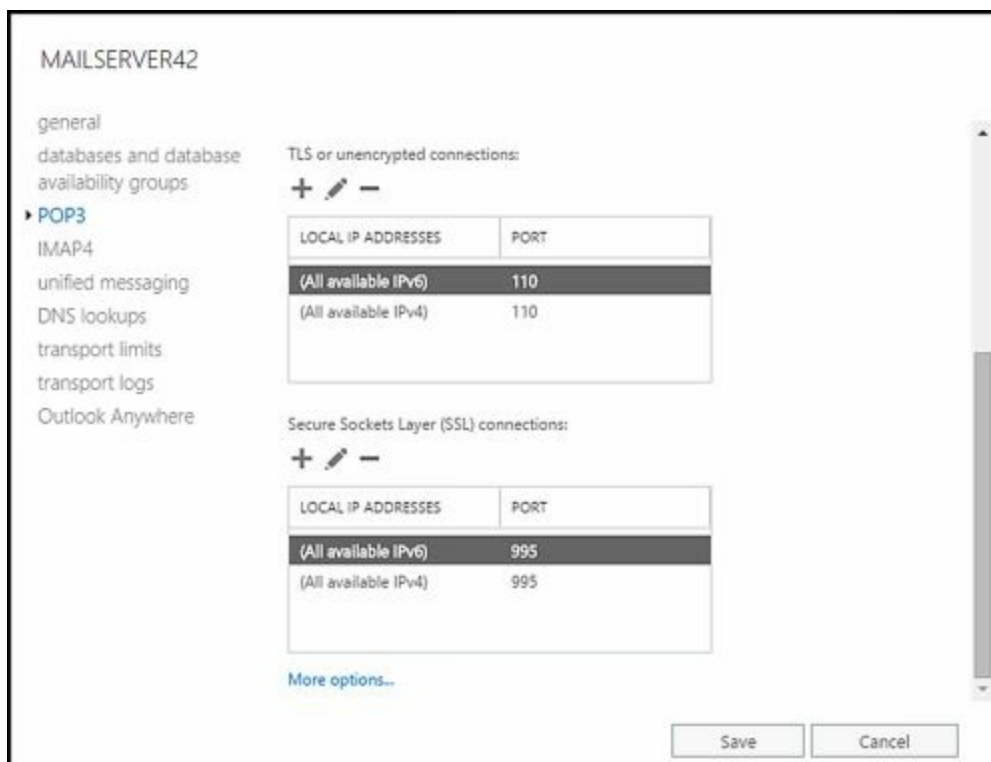 MAILSERVER42
general
databases and database
availability groups
POP3
IMAP4
unified messaging
DNS lookups
transport limits
transport logs
Outlook Anywhere
TLS or unencrypted connections:
LOCAL IP ADDRESSES PORT
(All available IPv6) 110
(All available IPv4) 110
Secure Sockets Layer (SSL) connections:
LOCAL IP ADDRESSES PORT
(All available IPv6) 995
(All available IPv4) 995
More options...
Save Cancel